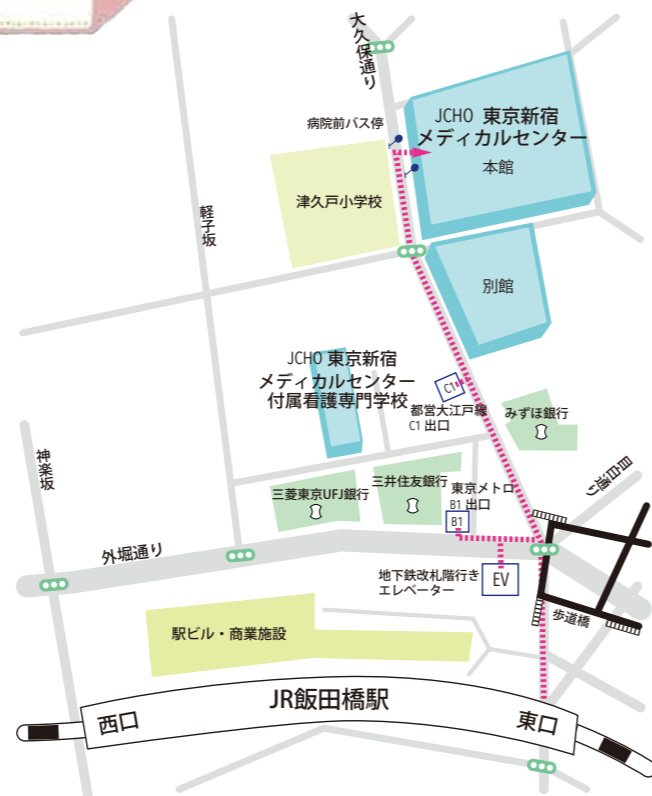 大久保通り
病院前バス停
JCHO 東京新宿
メディカルセンター
本館
津久戸小学校
軽子坂
別館
JCHO 東京新宿
メディカルセンター
付属看護専門学校
C1
都営大江戸線
C1 出口
みずほ銀行
神楽坂
目白通り
三菱東京UFJ銀行
三井住友銀行
東京メトロ
B1 出口
B1
外堀通り
地下鉄改札階行き
エレベーター
EV
歩道橋
駅ビル・商業施設
JR飯田橋駅
西口
東口